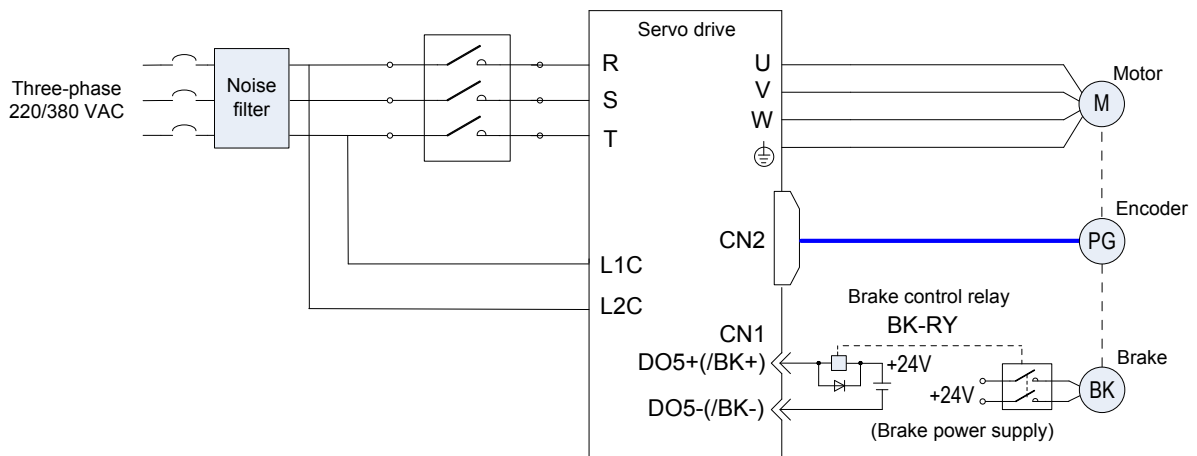 Servo drive
Three-phase
220/380 VAC
Noise
filter
R
S
T
U
V
W
Motor
M
L1C
L2C
CN2
Encoder
PG
CN1
Brake control relay
BK-RY
DO5+(/BK+)
+24V
DO5-(/BK-)
+24V
Brake
BK
(Brake power supply)